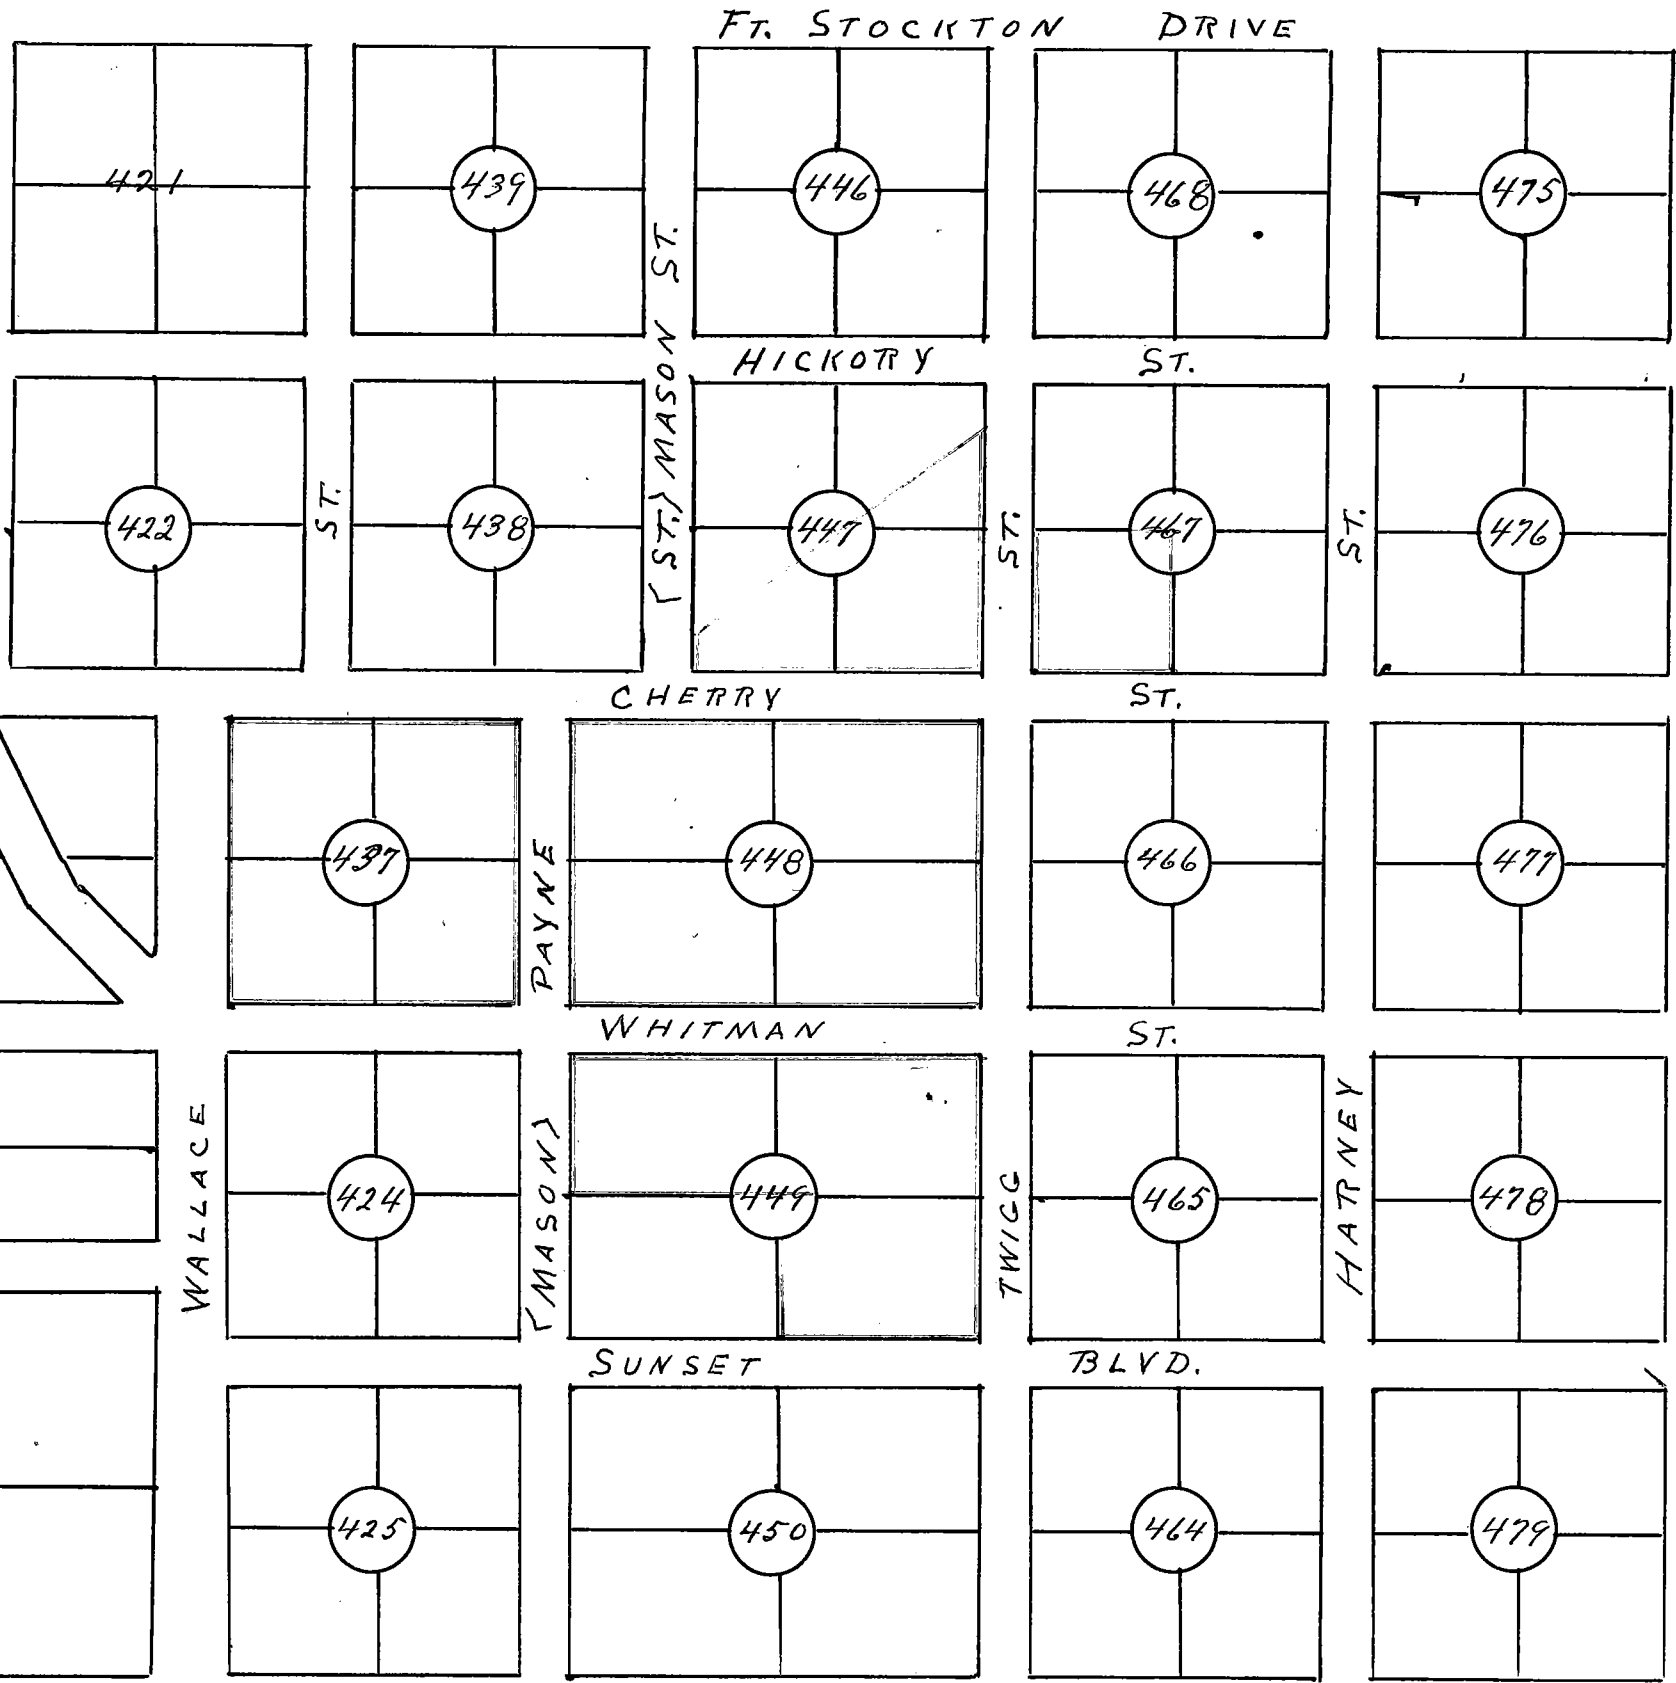 FT. STOCKTON DRIVE
421 439 446 468 475
HICKORY ST.
<ST.> MASON ST.
422 438 447 467 476
ST. ST. ST.
CHERRY ST.
437 448 466 477
PAYNE
WHITMAN ST.
WALLACE
424 449 465 478
<MASON>
TWIGG
HARNEY
SUNSET BLVD.
425 450 464 479